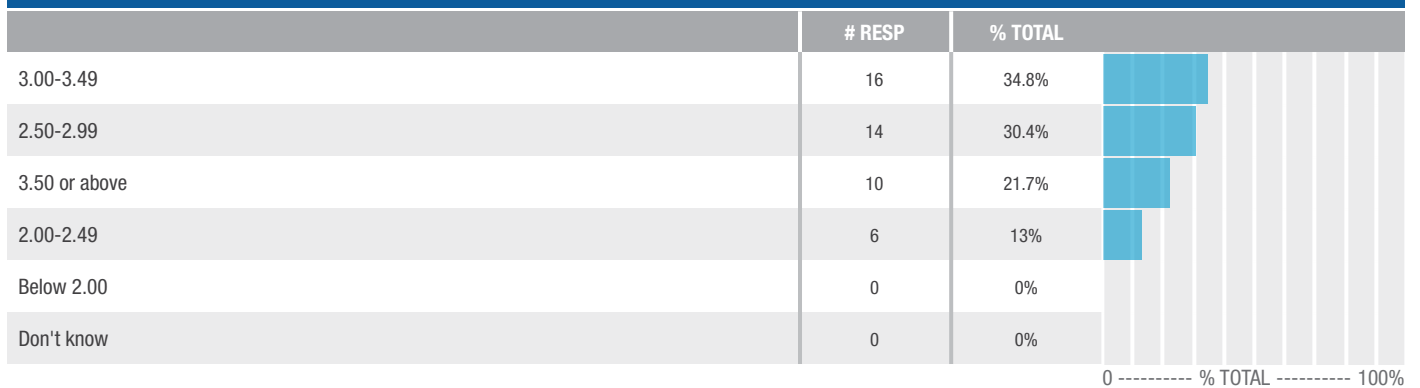 # RESP % TOTAL
3.00-3.49 16 34.8%
2.50-2.99 14 30.4%
3.50 or above 10 21.7%
2.00-2.49 6 13%
Below 2.00 0 0%
Don't know 0 0%
0 ---------- % TOTAL ---------- 100%